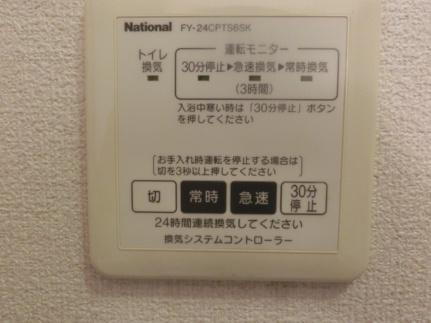 National FY-24CPTS6SK
運転モニター
トイレ換気
30分停止▶急速換気▶常時換気
(3時間)
入浴中寒い時は「30分停止」ボタン
を押してください
お手入れ時運転を停止する場合は
切を3秒以上押してください
切 常時 急速 30分停止
24時間連続換気してください
換気システムコントローラー